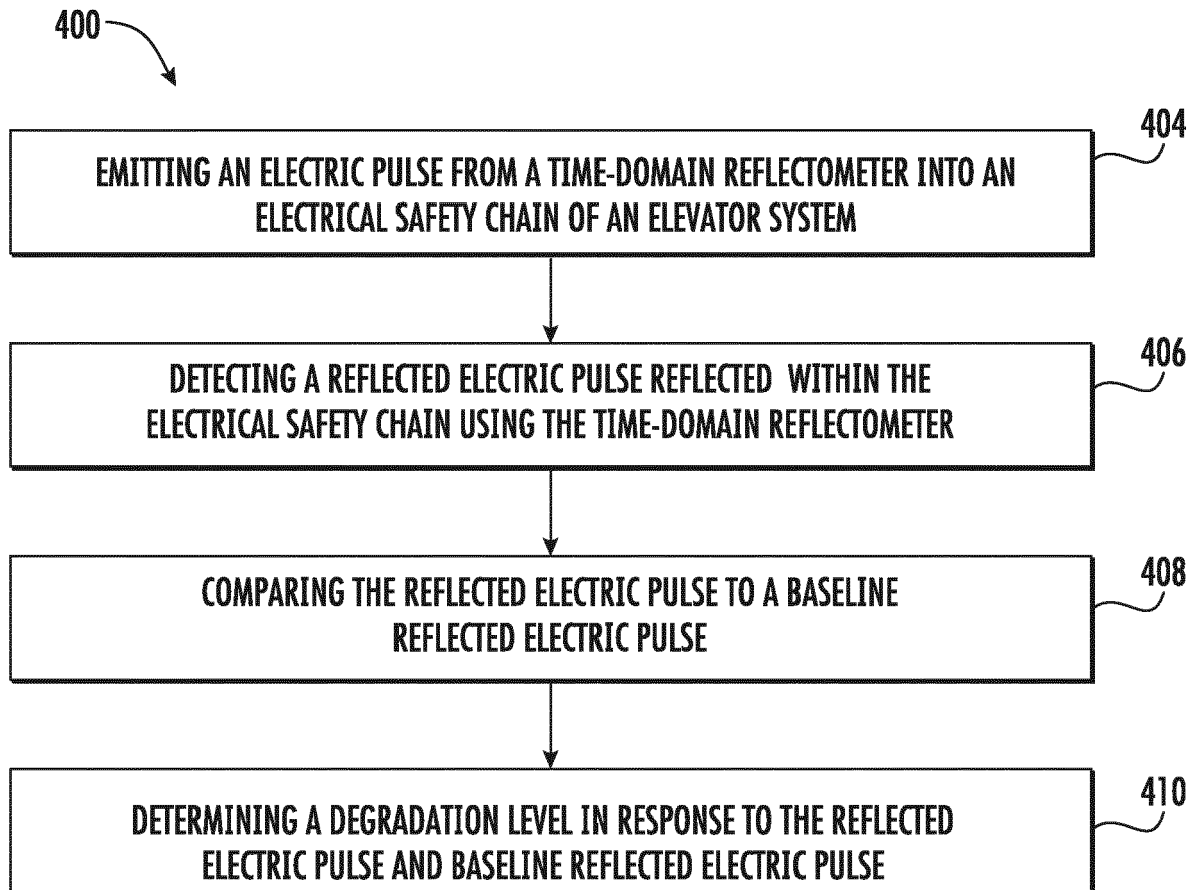 400
404
EMITTING AN ELECTRIC PULSE FROM A TIME-DOMAIN REFLECTOMETER INTO AN
ELECTRICAL SAFETY CHAIN OF AN ELEVATOR SYSTEM
406
DETECTING A REFLECTED ELECTRIC PULSE REFLECTED WITHIN THE
ELECTRICAL SAFETY CHAIN USING THE TIME-DOMAIN REFLECTOMETER
408
COMPARING THE REFLECTED ELECTRIC PULSE TO A BASELINE
REFLECTED ELECTRIC PULSE
410
DETERMINING A DEGRADATION LEVEL IN RESPONSE TO THE REFLECTED
ELECTRIC PULSE AND BASELINE REFLECTED ELECTRIC PULSE